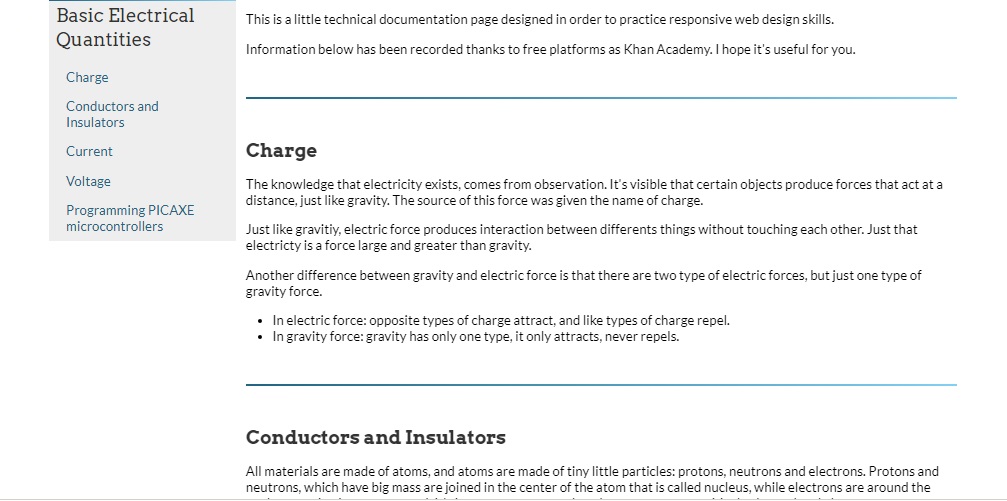 Basic Electrical
Quantities
Charge
Conductors and
Insulators
Current
Voltage
Programming PICAXE
microcontrollers
This is a little technical documentation page designed in order to practice responsive web design skills.
Information below has been recorded thanks to free platforms as Khan Academy. I hope it's useful for you.
Charge
The knowledge that electricity exists, comes from observation. It's visible that certain objects produce forces that act at a
distance, just like gravity. The source of this force was given the name of charge.
Just like gravitiy, electric force produces interaction between differents things without touching each other. Just that
electricty is a force large and greater than gravity.
Another difference between gravity and electric force is that there are two type of electric forces, but just one type of
gravity force.
• In electric force: opposite types of charge attract, and like types of charge repel.
• In gravity force: gravity has only one type, it only attracts, never repels.
Conductors and Insulators
All materials are made of atoms, and atoms are made of tiny little particles: protons, neutrons and electrons. Protons and
neutrons, which have big mass are joined in the center of the atom that is called nucleus, while electrons are around the